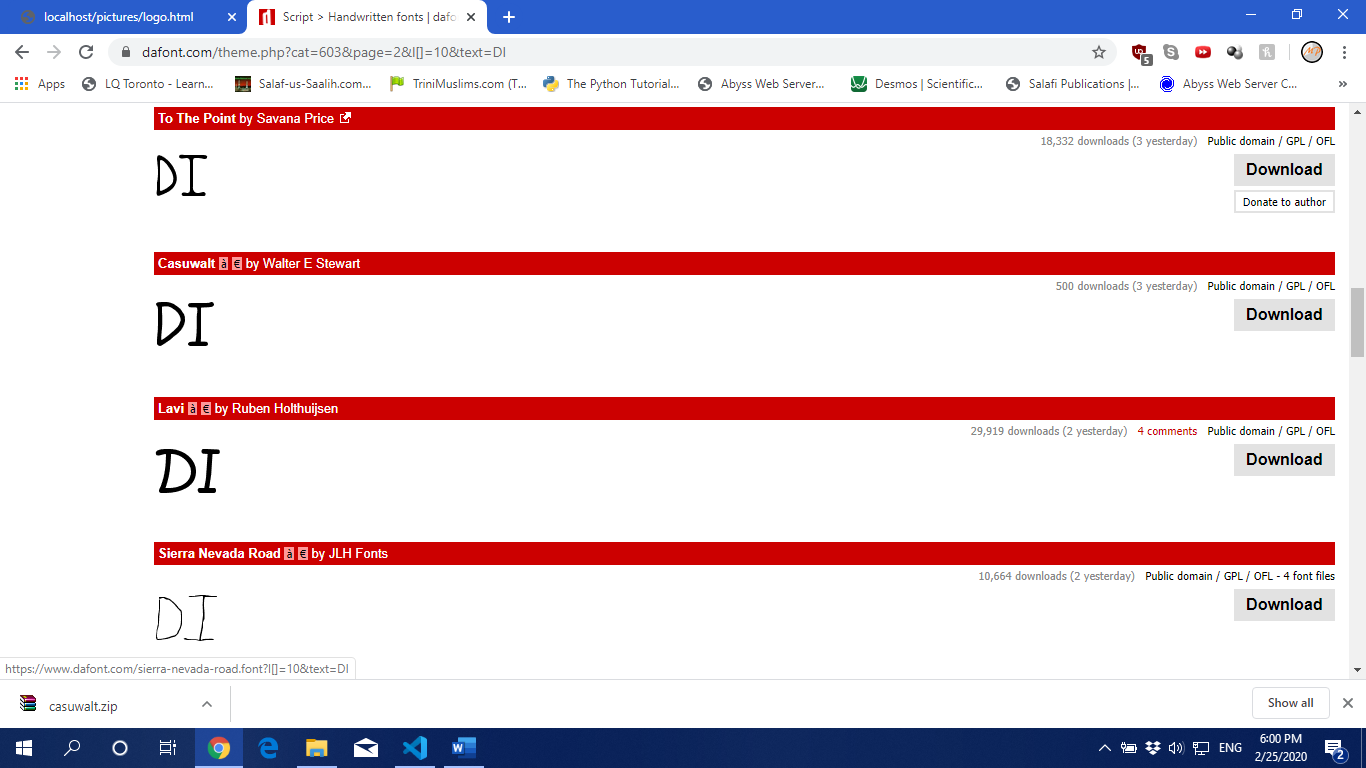 localhost/pictures/logo.html
Script > Handwritten fonts | dafo
dafont.com/theme.php?cat=603&page=2&l[]=10&text=DI
5
Apps
LQ Toronto - Learn...
Salaf-us-Saalih.com...
TriniMuslims.com (T...
The Python Tutorial...
Abyss Web Server...
Desmos | Scientific...
Salafi Publications |...
Abyss Web Server C...
»
To The Point by Savana Price
18,332 downloads (3 yesterday) Public domain / GPL / OFL
DI
Download
Donate to author
Casuwalt à € by Walter E Stewart
500 downloads (3 yesterday) Public domain / GPL / OFL
DI
Download
Lavi à € by Ruben Holthuijsen
29,919 downloads (2 yesterday) 4 comments Public domain / GPL / OFL
DI
Download
Sierra Nevada Road à € by JLH Fonts
10,664 downloads (2 yesterday) Public domain / GPL / OFL - 4 font files
DI
Download
https://www.dafont.com/sierra-nevada-road.font?l[]=10&text=DI
casuwalt.zip
Show all
ENG
6:00 PM
2/25/2020
2